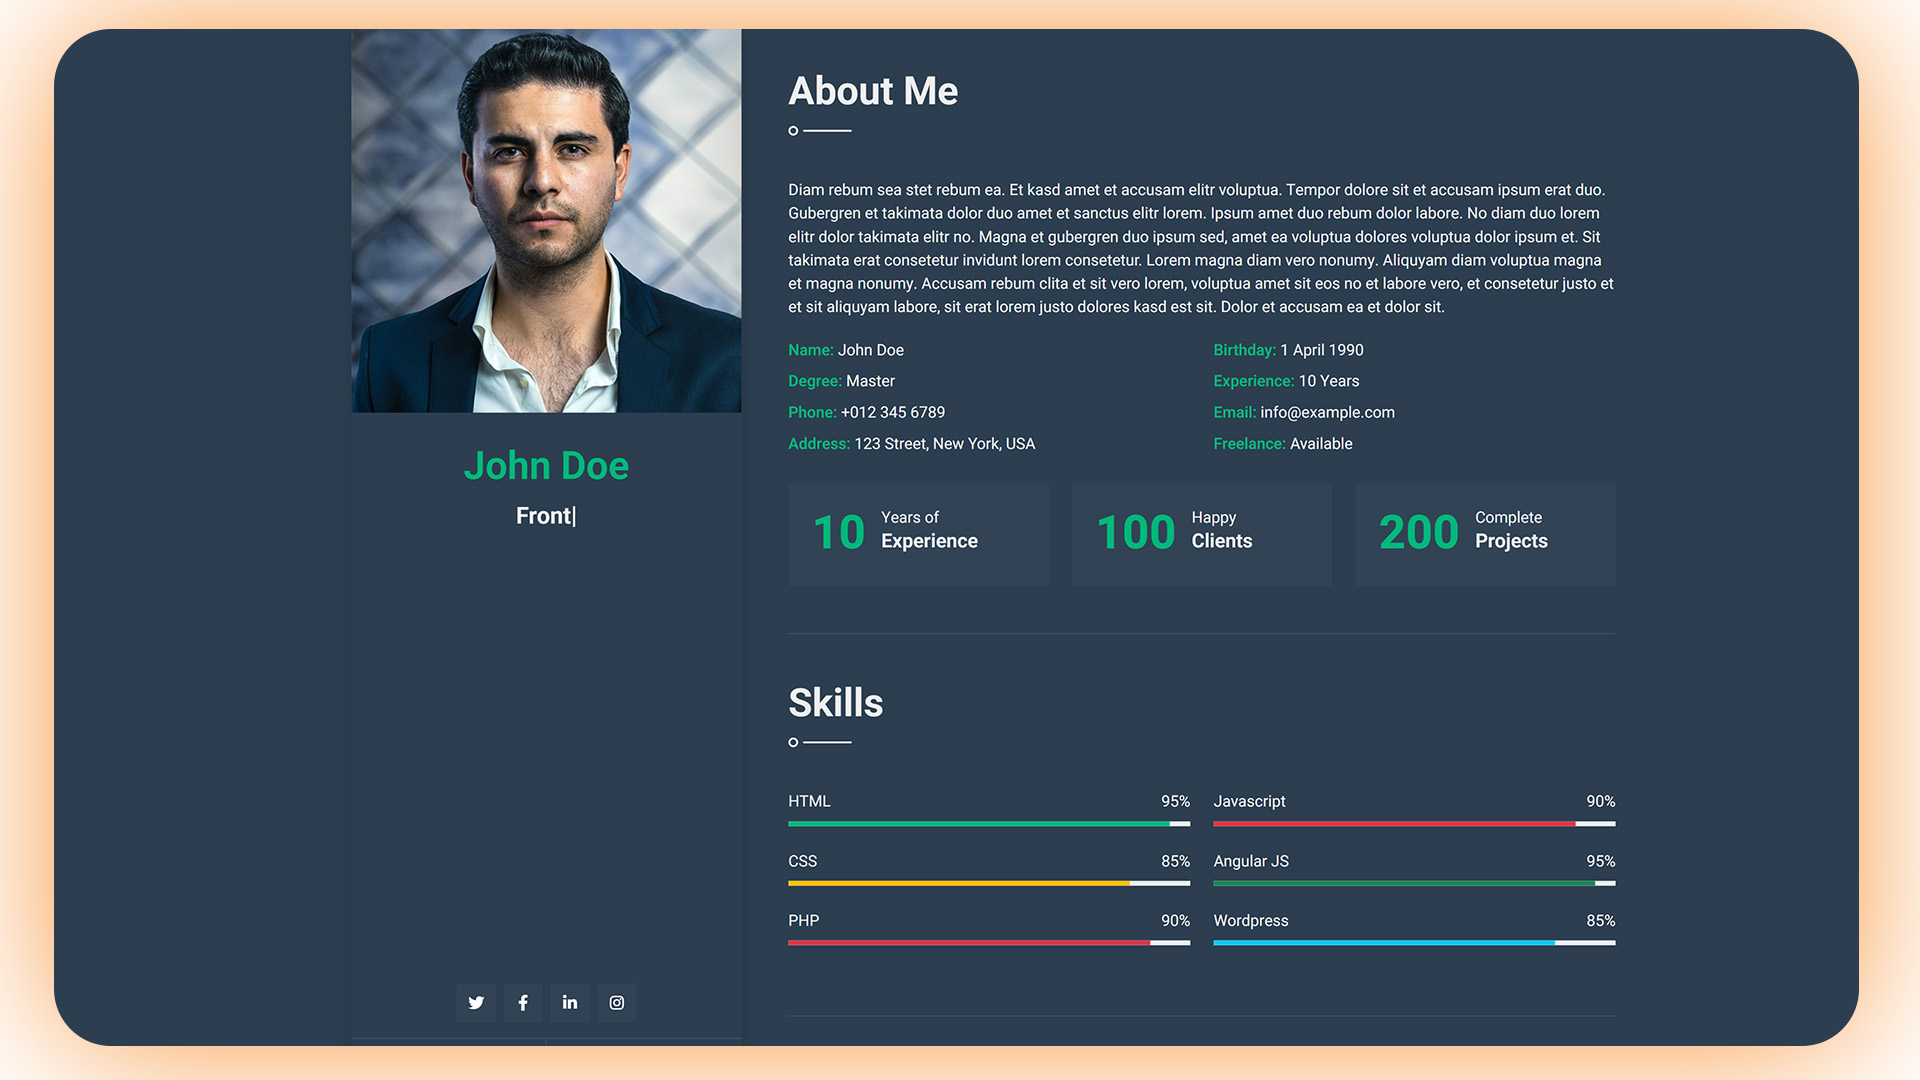 John Doe
Front|
About Me
Diam rebum sea stet rebum ea. Et kasd amet et accusam elitr voluptua. Tempor dolore sit et accusam ipsum erat duo.
Gubergren et takimata dolor duo amet et sanctus elitr lorem. Ipsum amet duo rebum dolor labore. No diam duo lorem
elitr dolor takimata elitr no. Magna et gubergren duo ipsum sed, amet ea voluptua dolores voluptua dolor ipsum et. Sit
takimata erat consetetur invidunt lorem consetetur. Lorem magna diam vero nonumy. Aliquyam diam voluptua magna
et magna nonumy. Accusam rebum clita et sit vero lorem, voluptua amet sit eos no et labore vero, et consetetur justo et
et sit aliquyam labore, sit erat lorem justo dolores kasd est sit. Dolor et accusam ea et dolor sit.
Name: John Doe
Birthday: 1 April 1990
Degree: Master
Experience: 10 Years
Phone: +012 345 6789
Email: info@example.com
Address: 123 Street, New York, USA
Freelance: Available
10 Years of
Experience
100 Happy
Clients
200 Complete
Projects
Skills
HTML 95%
Javascript 90%
CSS 85%
Angular JS 95%
PHP 90%
Wordpress 85%